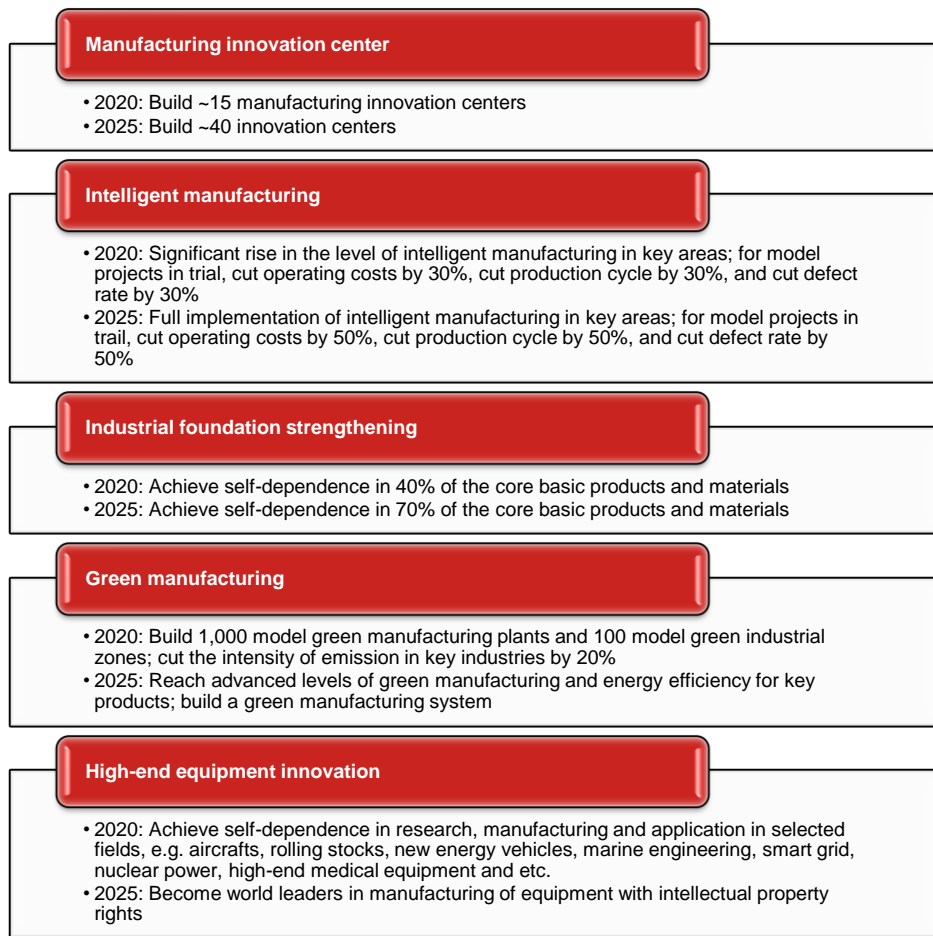 Manufacturing innovation center
• 2020: Build ~15 manufacturing innovation centers
• 2025: Build ~40 innovation centers
Intelligent manufacturing
• 2020: Significant rise in the level of intelligent manufacturing in key areas; for model
projects in trial, cut operating costs by 30%, cut production cycle by 30%, and cut defect
rate by 30%
• 2025: Full implementation of intelligent manufacturing in key areas; for model projects in
trail, cut operating costs by 50%, cut production cycle by 50%, and cut defect rate by
50%
Industrial foundation strengthening
• 2020: Achieve self-dependence in 40% of the core basic products and materials
• 2025: Achieve self-dependence in 70% of the core basic products and materials
Green manufacturing
• 2020: Build 1,000 model green manufacturing plants and 100 model green industrial
zones; cut the intensity of emission in key industries by 20%
• 2025: Reach advanced levels of green manufacturing and energy efficiency for key
products; build a green manufacturing system
High-end equipment innovation
• 2020: Achieve self-dependence in research, manufacturing and application in selected
fields, e.g. aircrafts, rolling stocks, new energy vehicles, marine engineering, smart grid,
nuclear power, high-end medical equipment and etc.
• 2025: Become world leaders in manufacturing of equipment with intellectual property
rights